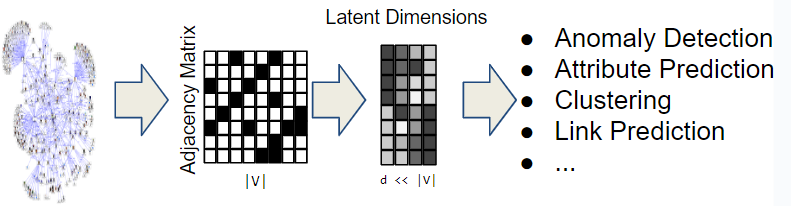 Latent Dimensions
Adjacency Matrix
|V|
d << |V|
● Anomaly Detection
● Attribute Prediction
● Clustering
● Link Prediction
● ...